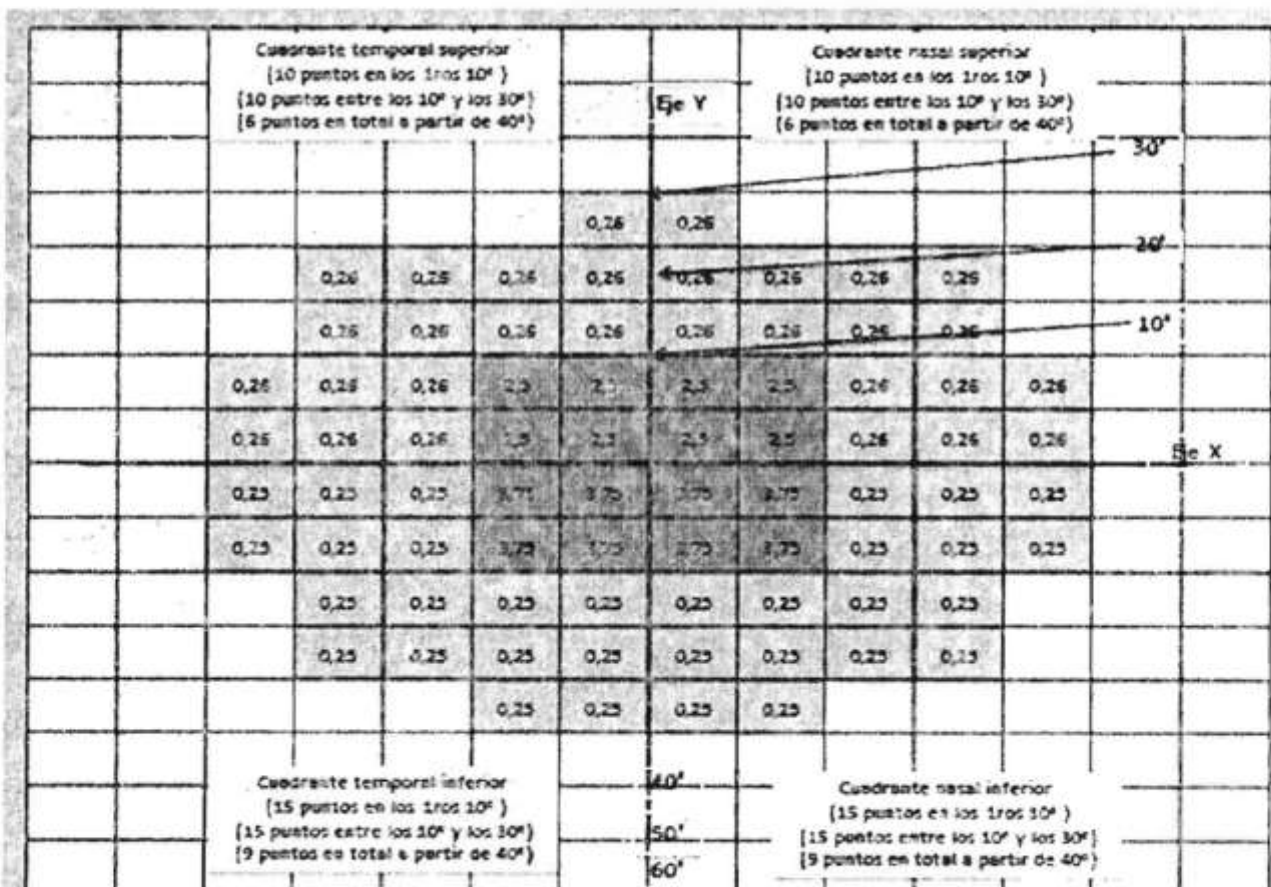 Cuadrante temporal superior
(10 puntos en los 1ros 10º)
(10 puntos entre los 10º y los 30º)
(6 puntos en total a partir de 40º)
Cuadrante nasal superior
(10 puntos en los 1ros 10º)
(10 puntos entre los 10º y los 30º)
(6 puntos en total a partir de 40º)
Eje Y
30º
0,26 0,26
20º
0,26 0,26 0,26 0,26 0,26 0,26 0,26 0,26
10º
0,26 0,26 0,26 0,26 0,26 0,26 0,26 0,26
0,26 0,26 0,26 2,5 2,5 2,5 2,5 0,26 0,26 0,26
0,26 0,26 0,26 2,5 2,5 2,5 2,5 0,26 0,26 0,26
Eje X
0,25 0,25 0,25 3,75 3,75 3,75 3,75 0,25 0,25 0,25
0,25 0,25 0,25 3,75 3,75 3,75 3,75 0,25 0,25 0,25
0,25 0,25 0,25 0,25 0,25 0,25 0,25 0,25
0,25 0,25 0,25 0,25 0,25 0,25 0,25 0,25
0,25 0,25 0,25 0,25
Cuadrante temporal inferior
(15 puntos en los 1ros 10º)
(15 puntos entre los 10º y los 30º)
(9 puntos en total a partir de 40º)
40º
50º
60º
Cuadrante nasal inferior
(15 puntos en los 1ros 10º)
(15 puntos entre los 10º y los 30º)
(9 puntos en total a partir de 40º)